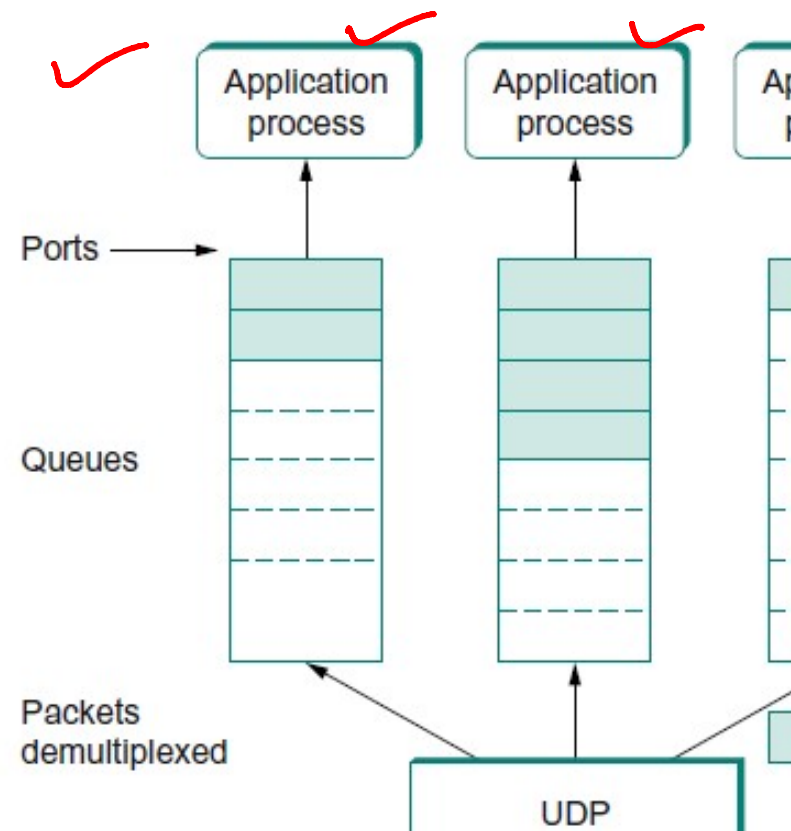 Application
process
Application
process
Ports
Queues
Packets
demultiplexed
UDP